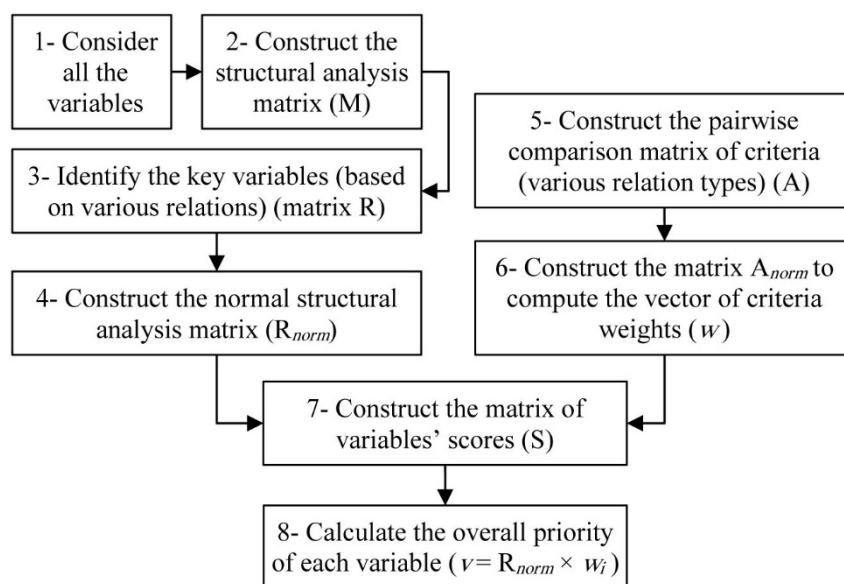 1- Consider
all the
variables
2- Construct the
structural analysis
matrix (M)
3- Identify the key variables (based
on various relations) (matrix R)
4- Construct the normal structural
analysis matrix (Rnorm)
5- Construct the pairwise
comparison matrix of criteria
(various relation types) (A)
6- Construct the matrix Anorm to
compute the vector of criteria
weights (w)
7- Construct the matrix of
variables’ scores (S)
8- Calculate the overall priority
of each variable (v= Rnorm × wi)